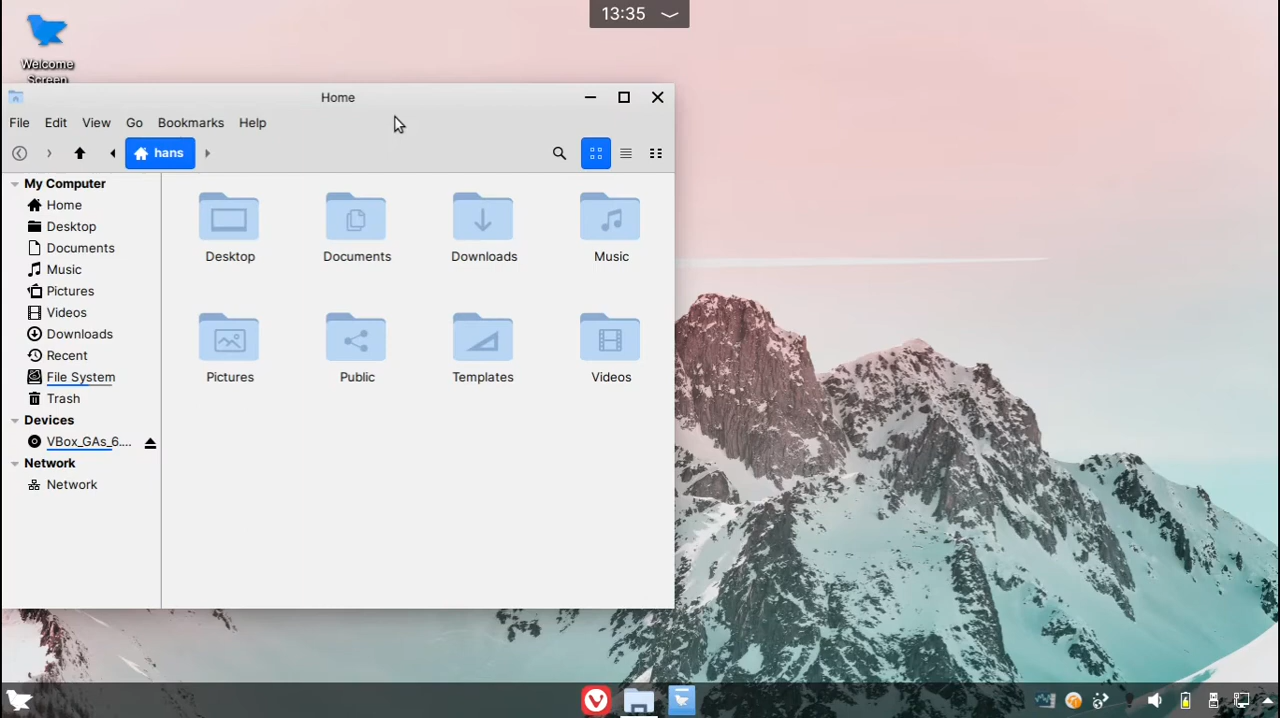 13:35
Welcome
Screen
Home
File Edit View Go Bookmarks Help
hans
My Computer
Home
Desktop
Documents
Music
Pictures
Videos
Downloads
Recent
File System
Trash
Devices
VBox_GAs_6....
Network
Network
Desktop Documents Downloads Music
Pictures Public Templates Videos